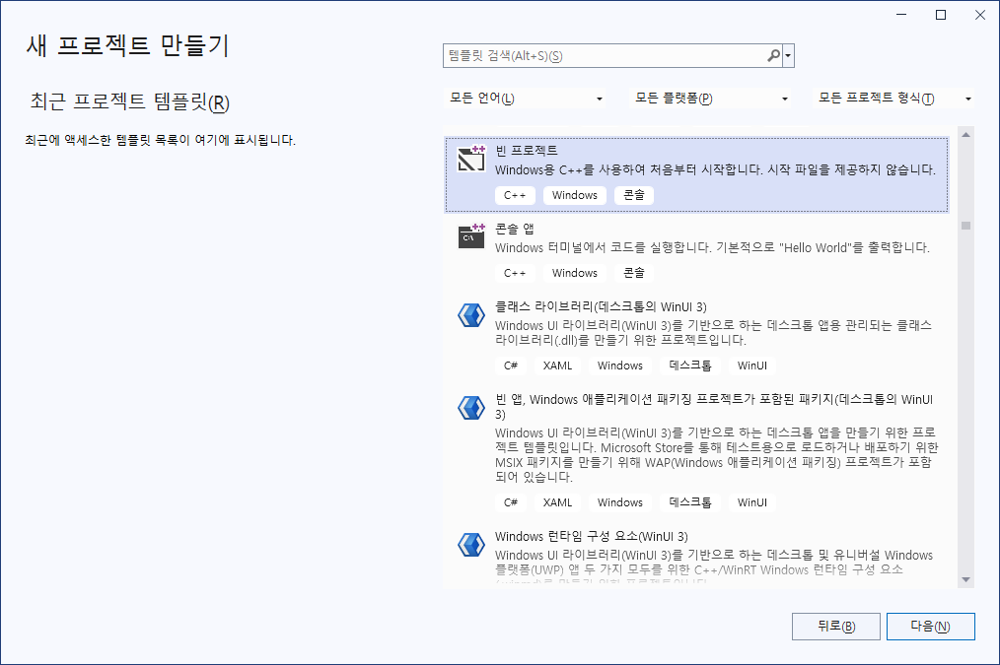 새 프로젝트 만들기
최근 프로젝트 템플릿(R)
최근에 액세스한 템플릿 목록이 여기에 표시됩니다.
템플릿 검색(Alt+S)(S)
모든 언어(L)
모든 플랫폼(P)
모든 프로젝트 형식(T)
빈 프로젝트
Windows용 C++를 사용하여 처음부터 시작합니다. 시작 파일을 제공하지 않습니다.
C++ Windows 콘솔
콘솔 앱
C:\
Windows 터미널에서 코드를 실행합니다. 기본적으로 "Hello World"를 출력합니다.
C++ Windows 콘솔
클래스 라이브러리(데스크톱의 WinUI 3)
Windows UI 라이브러리(WinUI 3)를 기반으로 하는 데스크톱 앱용 관리되는 클래스
라이브러리(.dll)를 만들기 위한 프로젝트입니다.
C# XAML Windows 데스크톱 WinUI
빈 앱, Windows 애플리케이션 패키징 프로젝트가 포함된 패키지(데스크톱의 WinUI
3)
Windows UI 라이브러리(WinUI 3)를 기반으로 하는 데스크톱 앱을 만들기 위한 프로
젝트 템플릿입니다. Microsoft Store를 통해 테스트용으로 로드하거나 배포하기 위한
MSIX 패키지를 만들기 위해 WAP(Windows 애플리케이션 패키징) 프로젝트가 포함
되어 있습니다.
C# XAML Windows 데스크톱 WinUI
Windows 런타임 구성 요소(WinUI 3)
Windows UI 라이브러리(WinUI 3)를 기반으로 하는 데스크톱 및 유니버설 Windows
플랫폼(UWP) 앱 두 가지 모두를 위한 C++/WinRT Windows 런타임 구성 요소
뒤로(B)
다음(N)